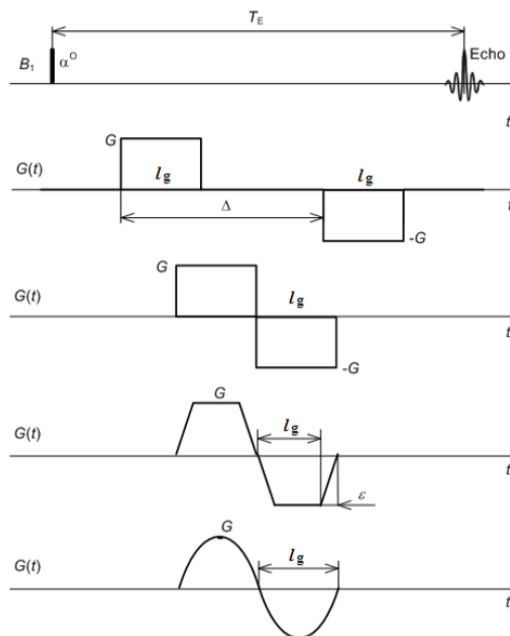 T_E
B_1 α^o Echo
t
G
G(t) l_g l_g
t
Δ
-G
G
G(t) l_g
t
-G
G
G(t) l_g
t
ε
G
G(t) l_g
t